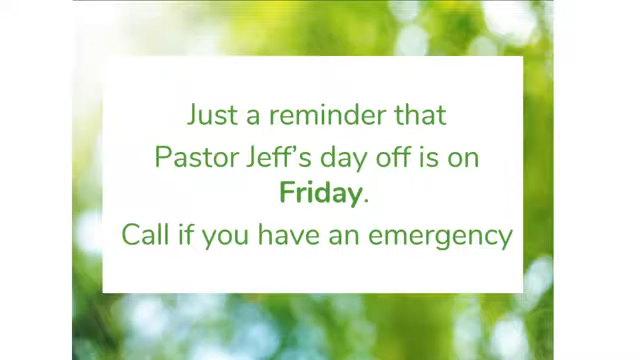 Just a reminder that
Pastor Jeff's day off is on
Friday.
Call if you have an emergency